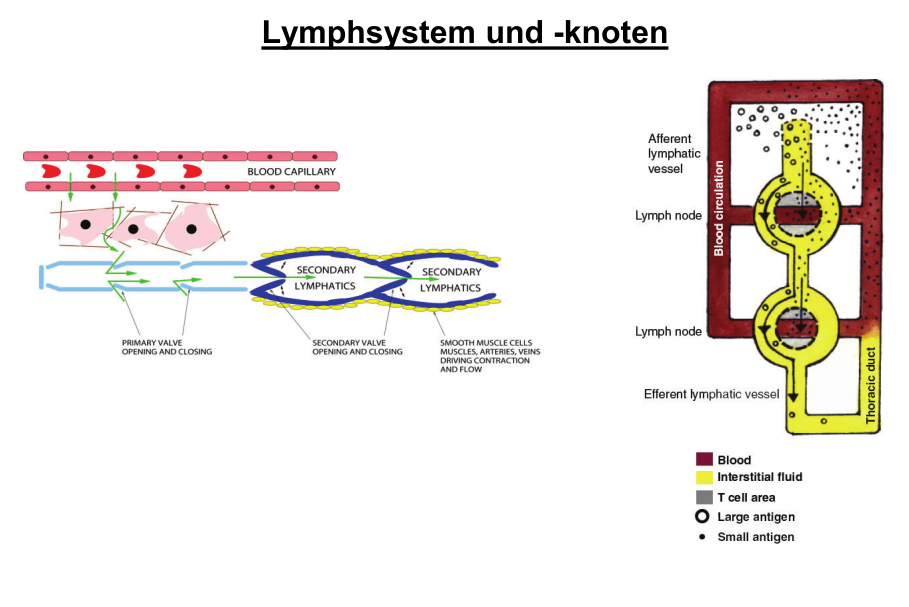 Lymphsystem und -knoten
BLOOD CAPILLARY
SECONDARY
LYMPHATICS
SECONDARY
LYMPHATICS
PRIMARY VALVE
OPENING AND CLOSING
SECONDARY VALVE
OPENING AND CLOSING
SMOOTH MUSCLE CELLS
MUSCLES, ARTERIES, VEINS
DRIVING CONTRACTION
AND FLOW
Afferent
lymphatic
vessel
Lymph node
Blood circulation
Lymph node
Efferent lymphatic vessel
Thoracic duct
Blood
Interstitial fluid
T cell area
Large antigen
Small antigen